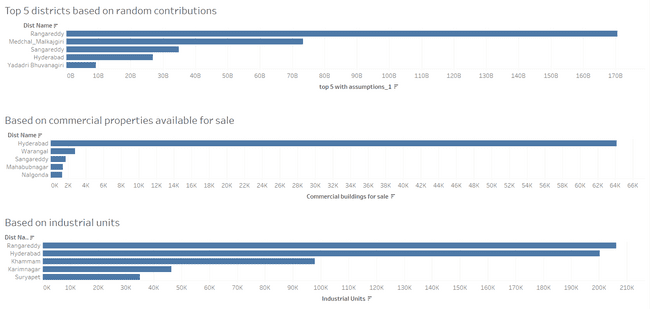 Top 5 districts based on random contributions
Dist Name
Rangareddy
Medchal_Malkajgiri
Sangareddy
Hyderabad
Yadadri Bhuvanagiri
0B 10B 20B 30B 40B 50B 60B 70B 80B 90B 100B 110B 120B 130B 140B 150B 160B 170B
top 5 with assumptions_1
Based on commercial properties available for sale
Dist Name
Hyderabad
Warangal
Sangareddy
Mahabubnagar
Nalgonda
0K 2K 4K 6K 8K 10K 12K 14K 16K 18K 20K 22K 24K 26K 28K 30K 32K 34K 36K 38K 40K 42K 44K 46K 48K 50K 52K 54K 56K 58K 60K 62K 64K 66K
Commercial buildings for sale
Based on industrial units
Dist Na..
Rangareddy
Hyderabad
Khammam
Karimnagar
Suryapet
0K 10K 20K 30K 40K 50K 60K 70K 80K 90K 100K 110K 120K 130K 140K 150K 160K 170K 180K 190K 200K 210K
Industrial Units